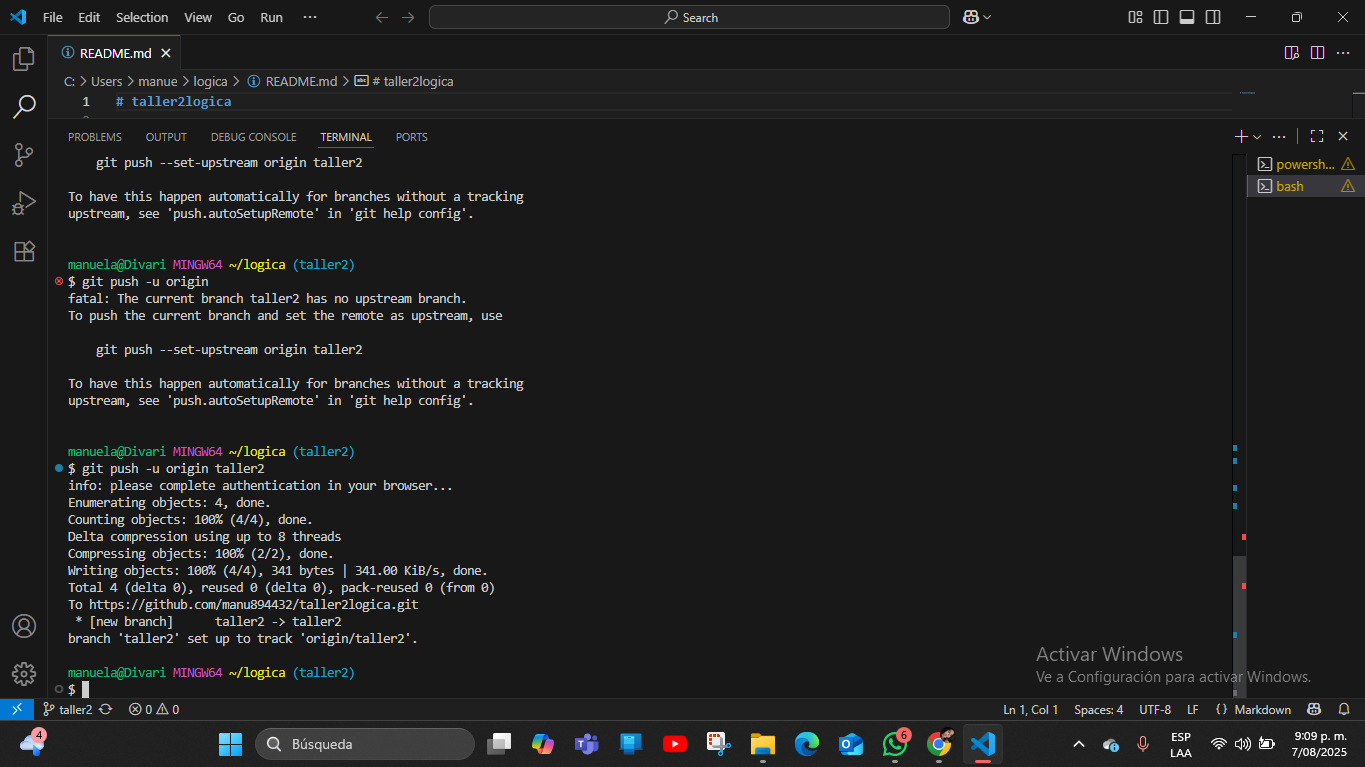 File Edit Selection View Go Run ···
Search
README.md
C: > Users > manue > logica > README.md > # taller2logica
1 # taller2logica
PROBLEMS OUTPUT DEBUG CONSOLE TERMINAL PORTS
powersh...
bash
git push --set-upstream origin taller2
To have this happen automatically for branches without a tracking
upstream, see 'push.autoSetupRemote' in 'git help config'.
manuela@Divari MINGW64 ~/logica (taller2)
$ git push -u origin
fatal: The current branch taller2 has no upstream branch.
To push the current branch and set the remote as upstream, use
git push --set-upstream origin taller2
To have this happen automatically for branches without a tracking
upstream, see 'push.autoSetupRemote' in 'git help config'.
manuela@Divari MINGW64 ~/logica (taller2)
$ git push -u origin taller2
info: please complete authentication in your browser...
Enumerating objects: 4, done.
Counting objects: 100% (4/4), done.
Delta compression using up to 8 threads
Compressing objects: 100% (2/2), done.
Writing objects: 100% (4/4), 341 bytes | 341.00 KiB/s, done.
Total 4 (delta 0), reused 0 (delta 0), pack-reused 0 (from 0)
To https://github.com/manu894432/taller2logica.git
* [new branch] taller2 -> taller2
branch 'taller2' set up to track 'origin/taller2'.
manuela@Divari MINGW64 ~/logica (taller2)
$
Activar Windows
Ve a Configuración para activar Windows.
taller2 0 0 Ln 1, Col 1 Spaces: 4 UTF-8 LF {} Markdown
4
Búsqueda
6
ESP
LAA
9:09 p. m.
7/08/2025